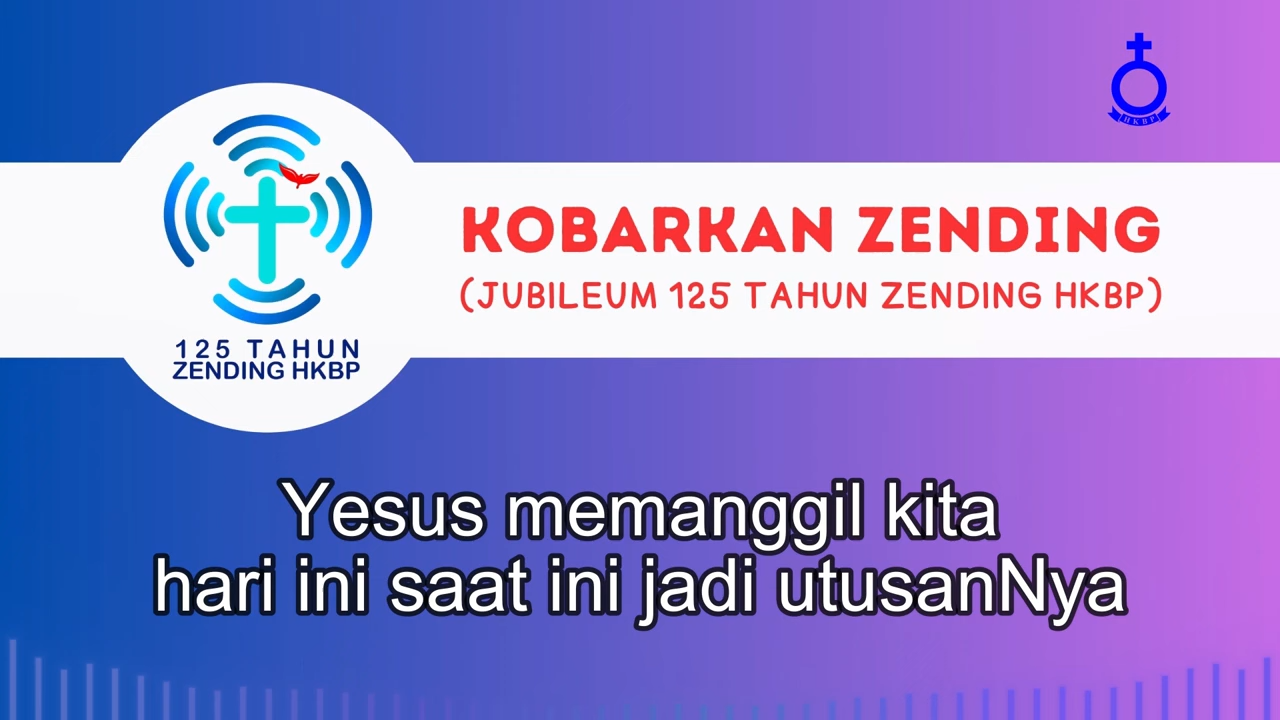 HKBP
KOBARKAN ZENDING
(JUBILEUM 125 TAHUN ZENDING HKBP)
125 TAHUN
ZENDING HKBP
Yesus memanggil kita
hari ini saat ini jadi utusanNya